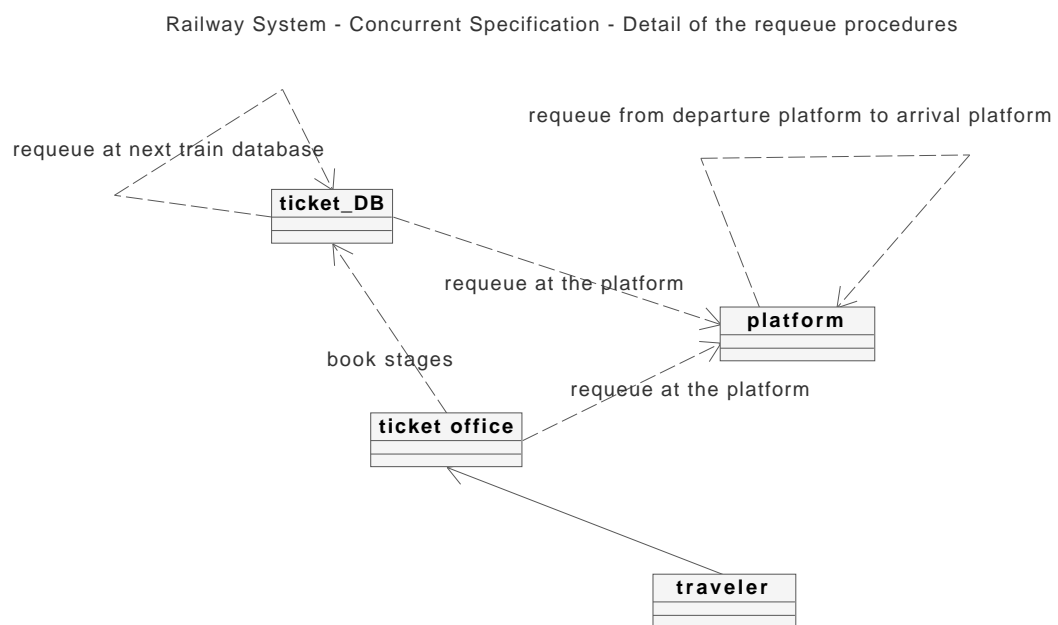 Railway System - Concurrent Specification - Detail of the requeue procedures
requeue from departure platform to arrival platform
requeue at next train database
ticket_DB
requeue at the platform
platform
book stages
requeue at the platform
ticket office
traveler